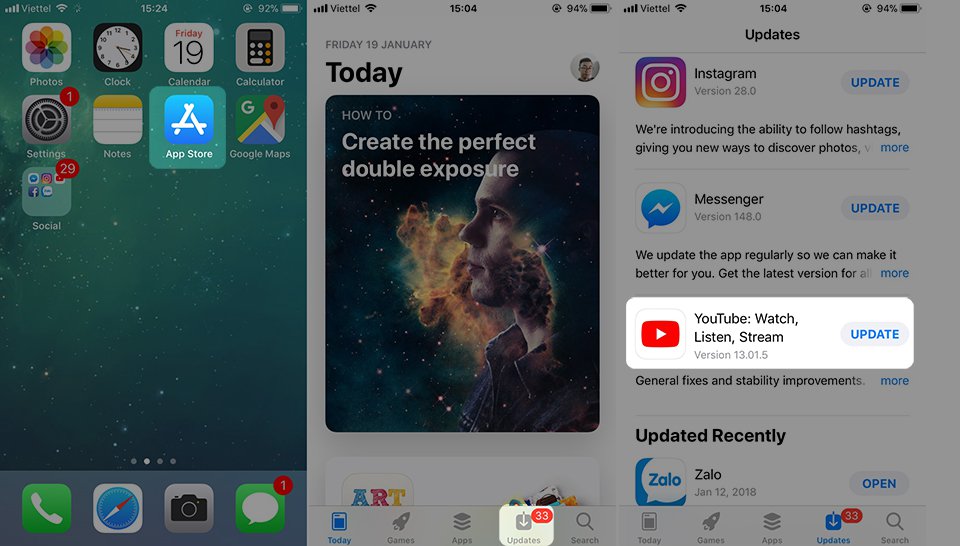 Viettel
15:24
92%
Friday
19
Photos
Clock
Calendar
Calculator
1
Settings
Notes
App Store
Google Maps
29
Social
1
Viettel
15:04
94%
FRIDAY 19 JANUARY
Today
HOW TO
Create the perfect
double exposure
ART
33
Today
Games
Apps
Updates
Search
Viettel
15:04
94%
Updates
Instagram
Version 28.0
UPDATE
We're introducing the ability to follow hashtags,
giving you new ways to discover photos, more
Messenger
Version 148.0
UPDATE
We update the app regularly so we can make it
better for you. Get the latest version for all more
YouTube: Watch,
Listen, Stream
Version 13.01.5
UPDATE
General fixes and stability improvements. more
Updated Recently
Zalo
Zalo
Jan 12, 2018
OPEN
33
Today
Games
Apps
Updates
Search